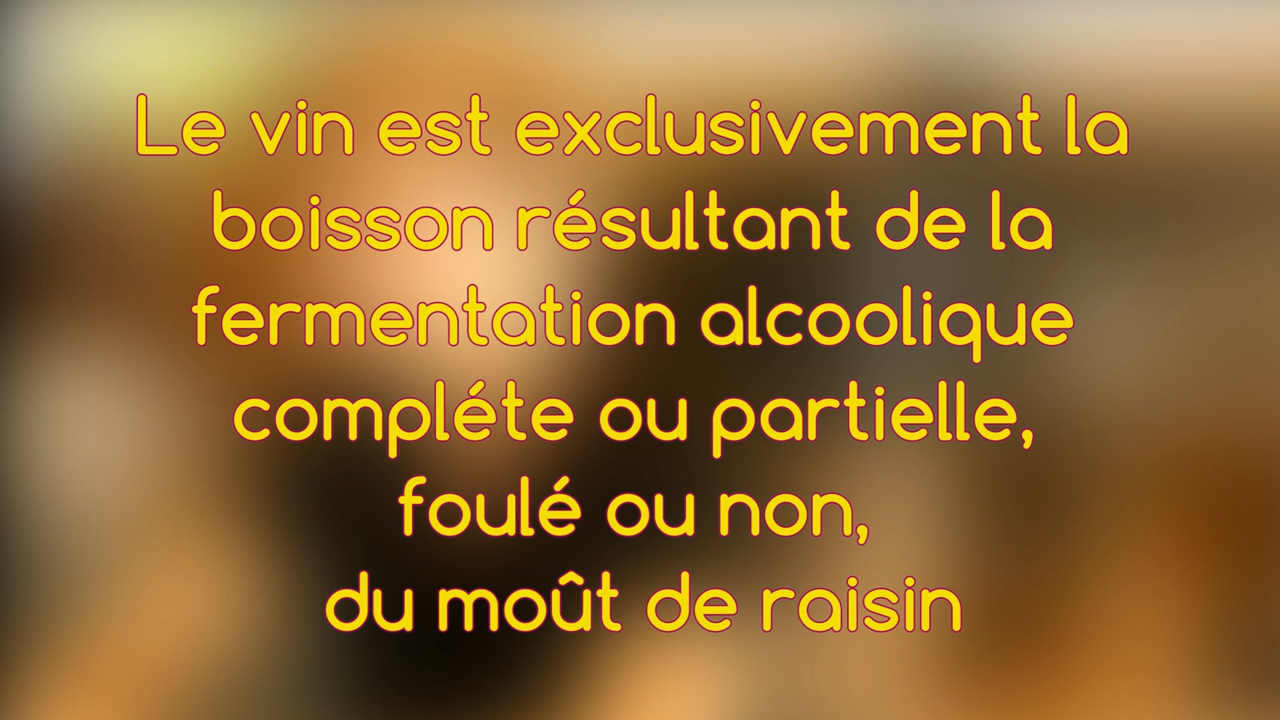 Le vin est exclusivement la
boisson résultant de la
fermentation alcoolique
compléte ou partielle,
foulé ou non,
du moût de raisin